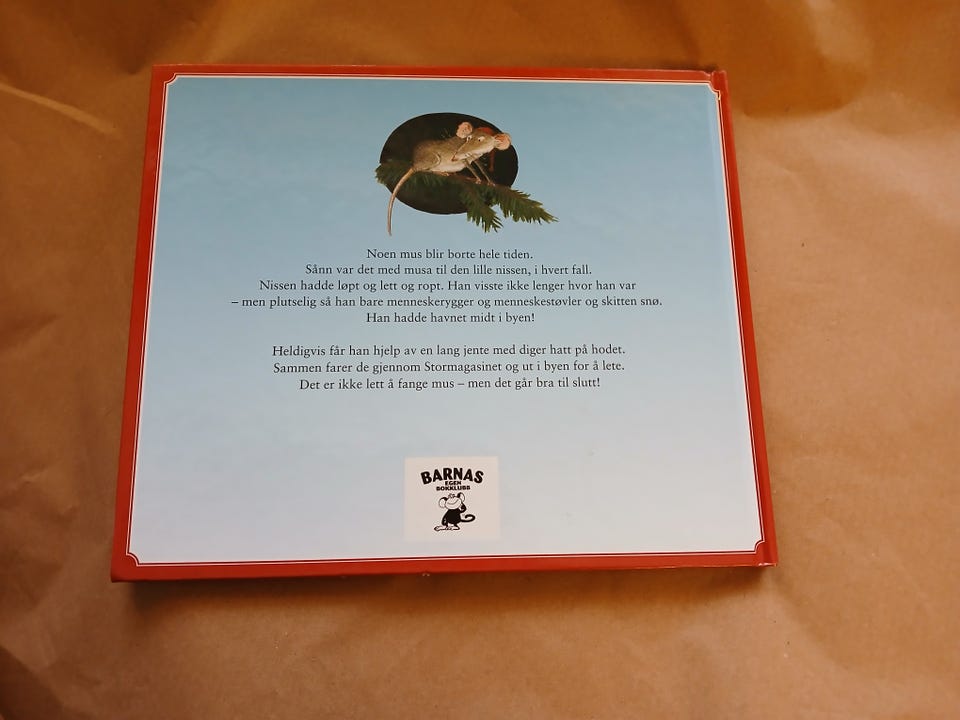 Noen mus blir borte hele tiden.
Sånn var det med musa til den lille nissen, i hvert fall.
Nissen hadde løpt og lett og ropt. Han visste ikke lenger hvor han var
– men plutselig så han bare menneskerygger og menneskestøvler og skitten snø.
Han hadde havnet midt i byen!
Heldigvis får han hjelp av en lang jente med diger hatt på hodet.
Sammen farer de gjennom Stormagasinet og ut i byen for å lete.
Det er ikke lett å fange mus – men det går bra til slutt!
BARNAS
EGEN
BOKKLUBB